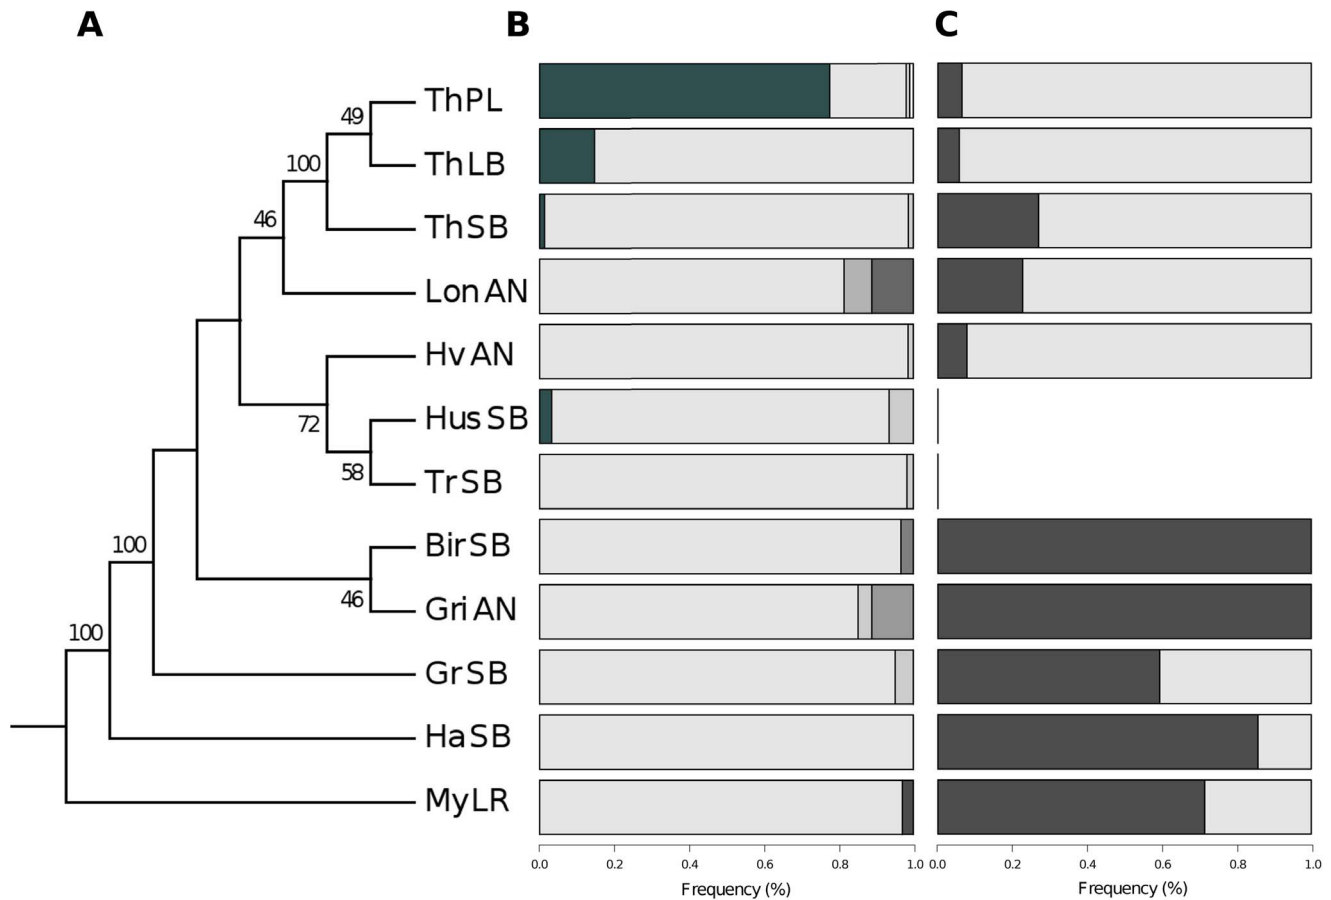 A
B
C
ThPL
49
ThLB
100
ThSB
46
LonAN
HvAN
72
HusSB
58
TrSB
BirSB
100
46
GriAN
100
GrSB
HaSB
MyLR
0.0 0.2 0.4 0.6 0.8 1.0
0.0 0.2 0.4 0.6 0.8 1.0
Frequency (%)
Frequency (%)